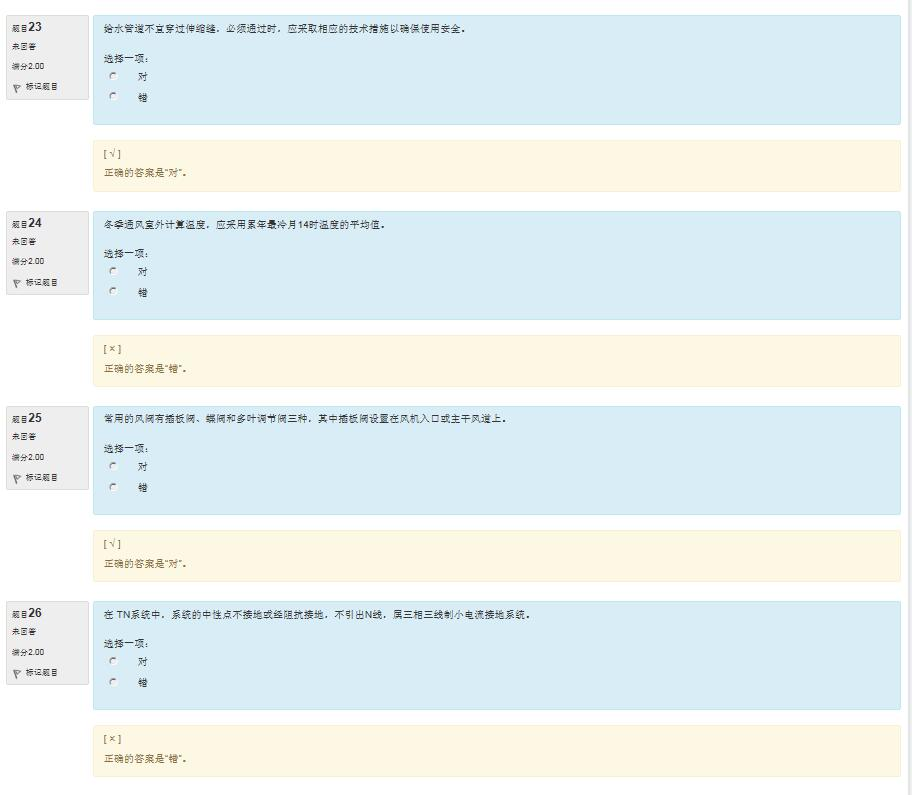 题目23
未回答
满分2.00
标记题目
给水管道不宜穿过伸缩缝，必须通过时，应采取相应的技术措施以确保使用安全。
选择一项：
对
错
[ √ ]
正确的答案是“对”。
题目24
未回答
满分2.00
标记题目
冬季通风室外计算温度，应采用累年最冷月14时温度的平均值。
选择一项：
对
错
[ × ]
正确的答案是“错”。
题目25
未回答
满分2.00
标记题目
常用的风阀有插板阀、蝶阀和多叶调节阀三种，其中插板阀设置在风机入口或主干风道上。
选择一项：
对
错
[ √ ]
正确的答案是“对”。
题目26
未回答
满分2.00
标记题目
在 TN系统中，系统的中性点不接地或经阻抗接地，不引出N线，属三相三线制小电流接地系统。
选择一项：
对
错
[ × ]
正确的答案是“错”。